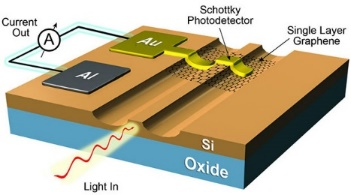 Current
Out
A
Au
Al
Schottky
Photodetector
Single Layer
Graphene
Si
Oxide
Light In